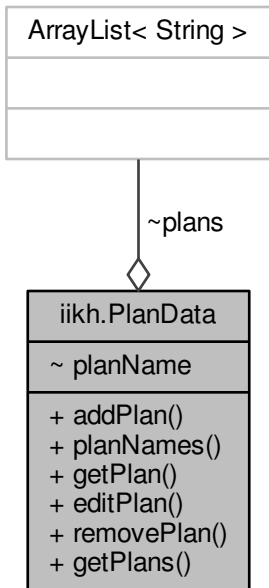 ArrayList< String >
~plans
iikh.PlanData
~ planName
+ addPlan()
+ planNames()
+ getPlan()
+ editPlan()
+ removePlan()
+ getPlans()